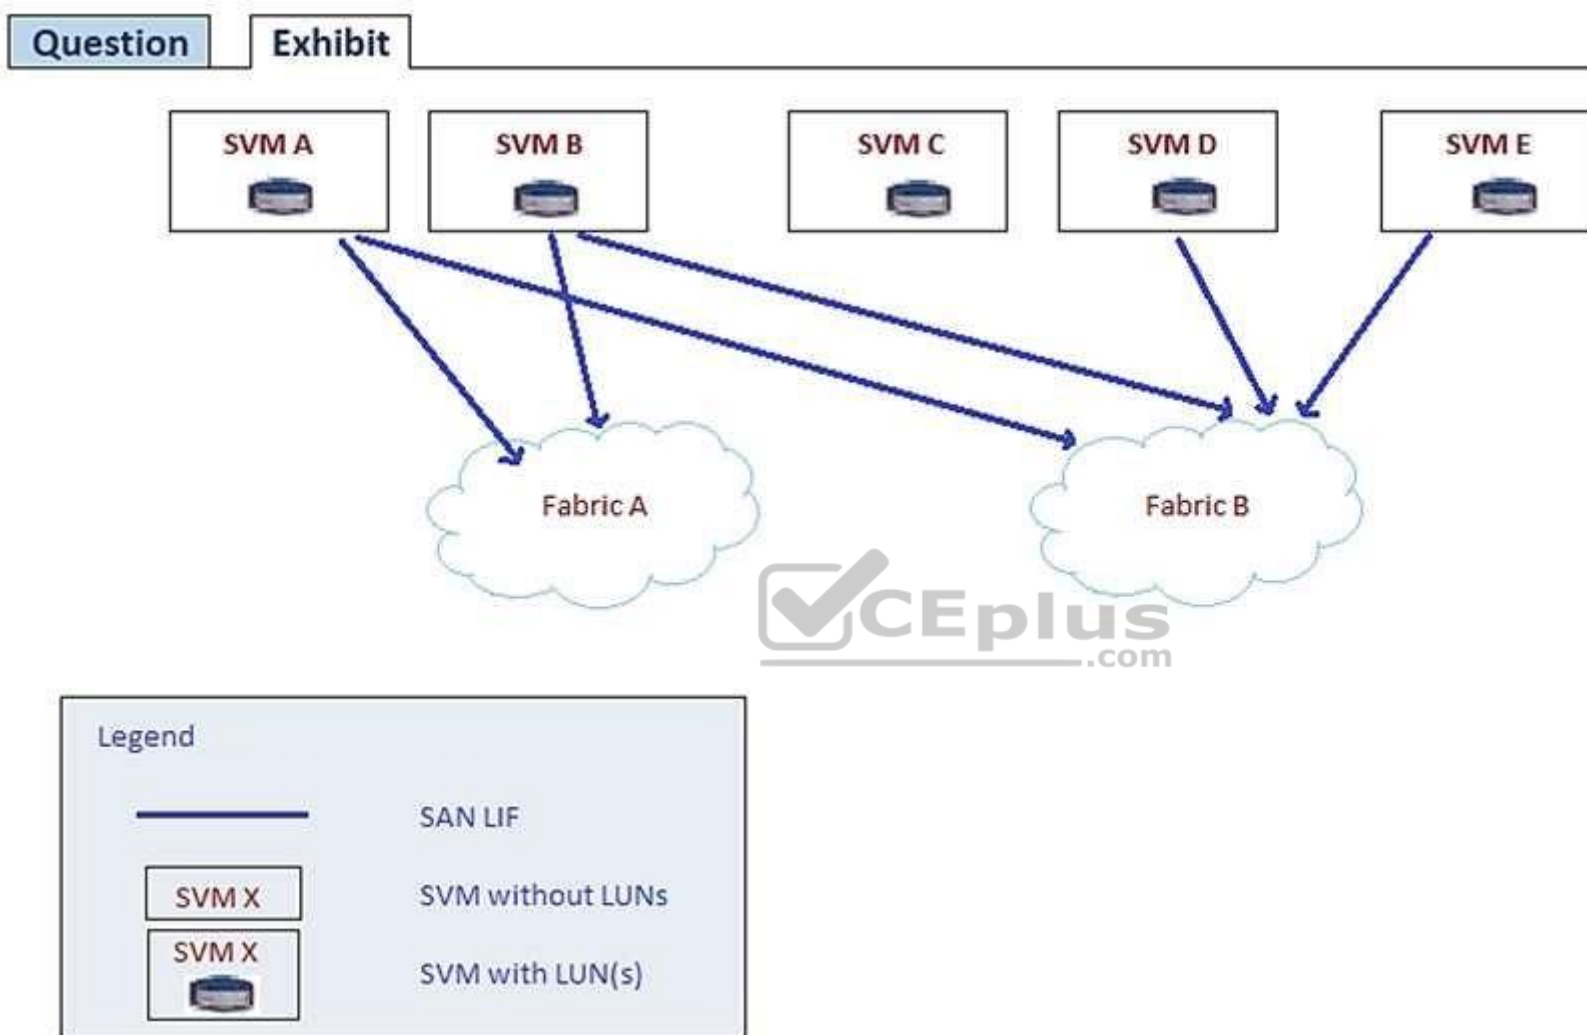 Question
Exhibit
SVM A
SVM B
SVM C
SVM D
SVM E
Fabric A
Fabric B
CEplus
.com
Legend
SAN LIF
SVM X
SVM without LUNs
SVM X
SVM with LUN(s)